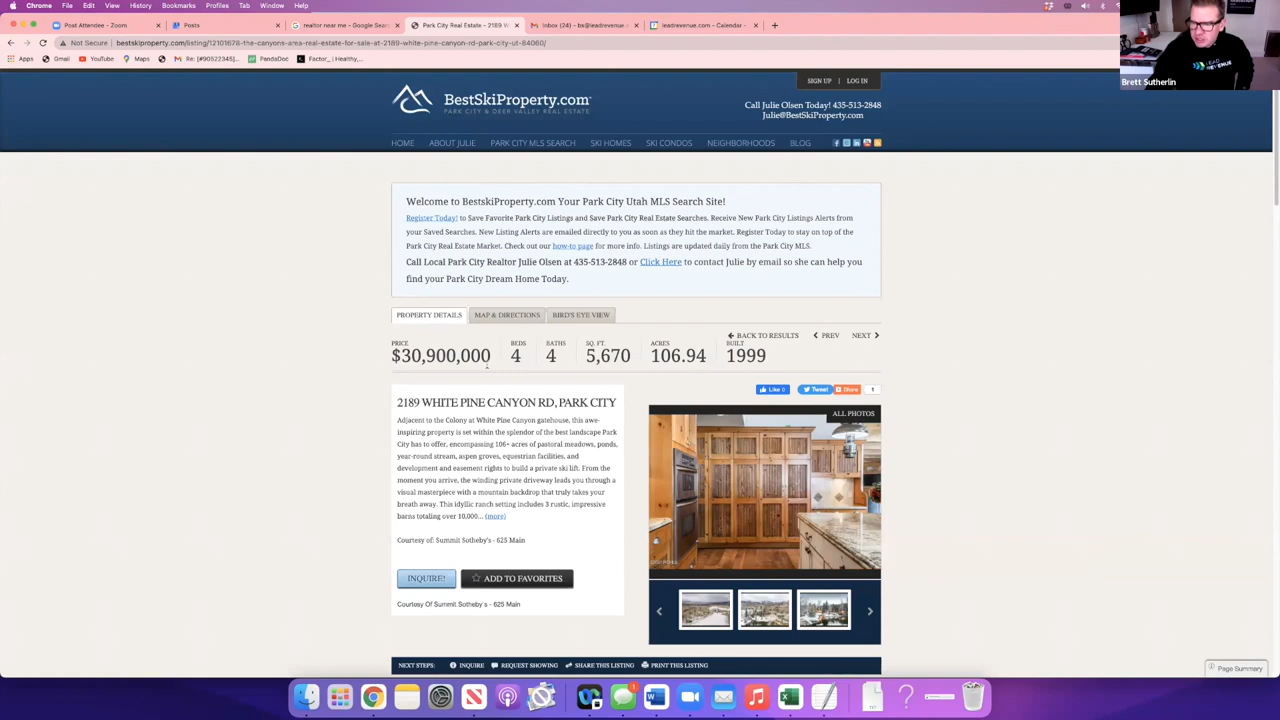 Chrome File Edit View History Bookmarks Profiles Tab Window Help
Post Attendee - Zoom
Posts
realtor near me - Google Sear
Park City Real Estate - 2189 W
Inbox (24) - bs@leadrevenue.c
leadrevenue.com - Calendar -
Not Secure | bestskiproperty.com/listing/12101678-the-canyons-area-real-estate-for-sale-at-2189-white-pine-canyon-rd-park-city-ut-84060/
Apps Gmail YouTube Maps Re: [#90522345]... PandaDoc Factor_ | Healthy,...
LEAD REVENUE
Brett Sutherlin
SIGN UP | LOG IN
BestSkiProperty.com
PARK CITY & DEER VALLEY REAL ESTATE
Call Julie Olsen Today! 435-513-2848
Julie@BestSkiProperty.com
HOME ABOUT JULIE PARK CITY MLS SEARCH SKI HOMES SKI CONDOS NEIGHBORHOODS BLOG
Welcome to BestskiProperty.com Your Park City Utah MLS Search Site!
Register Today! to Save Favorite Park City Listings and Save Park City Real Estate Searches. Receive New Park City Listings Alerts from
your Saved Searches. New Listing Alerts are emailed directly to you as soon as they hit the market. Register Today to stay on top of the
Park City Real Estate Market. Check out our how-to page for more info. Listings are updated daily from the Park City MLS.
Call Local Park City Realtor Julie Olsen at 435-513-2848 or Click Here to contact Julie by email so she can help you
find your Park City Dream Home Today.
PROPERTY DETAILS MAP & DIRECTIONS BIRD'S EYE VIEW
BACK TO RESULTS PREV NEXT
PRICE BEDS BATHS SQ. FT. ACRES BUILT
$30,900,000 4 4 5,670 106.94 1999
Like 0 Tweet Share 1
2189 WHITE PINE CANYON RD, PARK CITY
ALL PHOTOS
Adjacent to the Colony at White Pine Canyon gatehouse, this awe-
inspiring property is set within the splendor of the best landscape Park
City has to offer, encompassing 106+ acres of pastoral meadows, ponds,
year-round stream, aspen groves, equestrian facilities, and
development and easement rights to build a private ski lift. From the
moment you arrive, the winding private driveway leads you through a
visual masterpiece with a mountain backdrop that truly takes your
breath away. This idyllic ranch setting includes 3 rustic, impressive
barns totaling over 10,000... (more)
Courtesy of: Summit Sotheby's - 625 Main
INQUIRE! ADD TO FAVORITES
Courtesy Of Summit Sotheby's - 625 Main
NEXT STEPS: INQUIRE REQUEST SHOWING SHARE THIS LISTING PRINT THIS LISTING
Page Summary